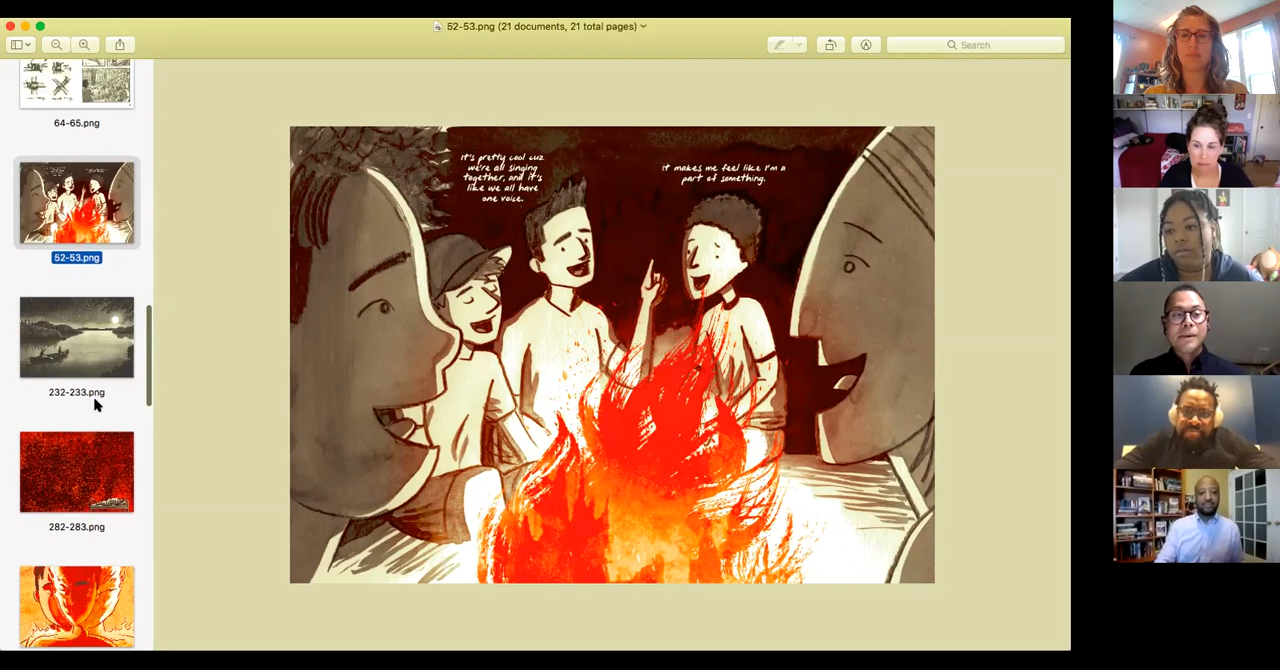 52-53.png (21 documents, 21 total pages)
Search
64-65.png
52-53.png
232-233.png
282-283.png
It's pretty cool cuz
we're all singing
together, and it's
like we all have
one voice.
It makes me feel like I'm a
part of something.